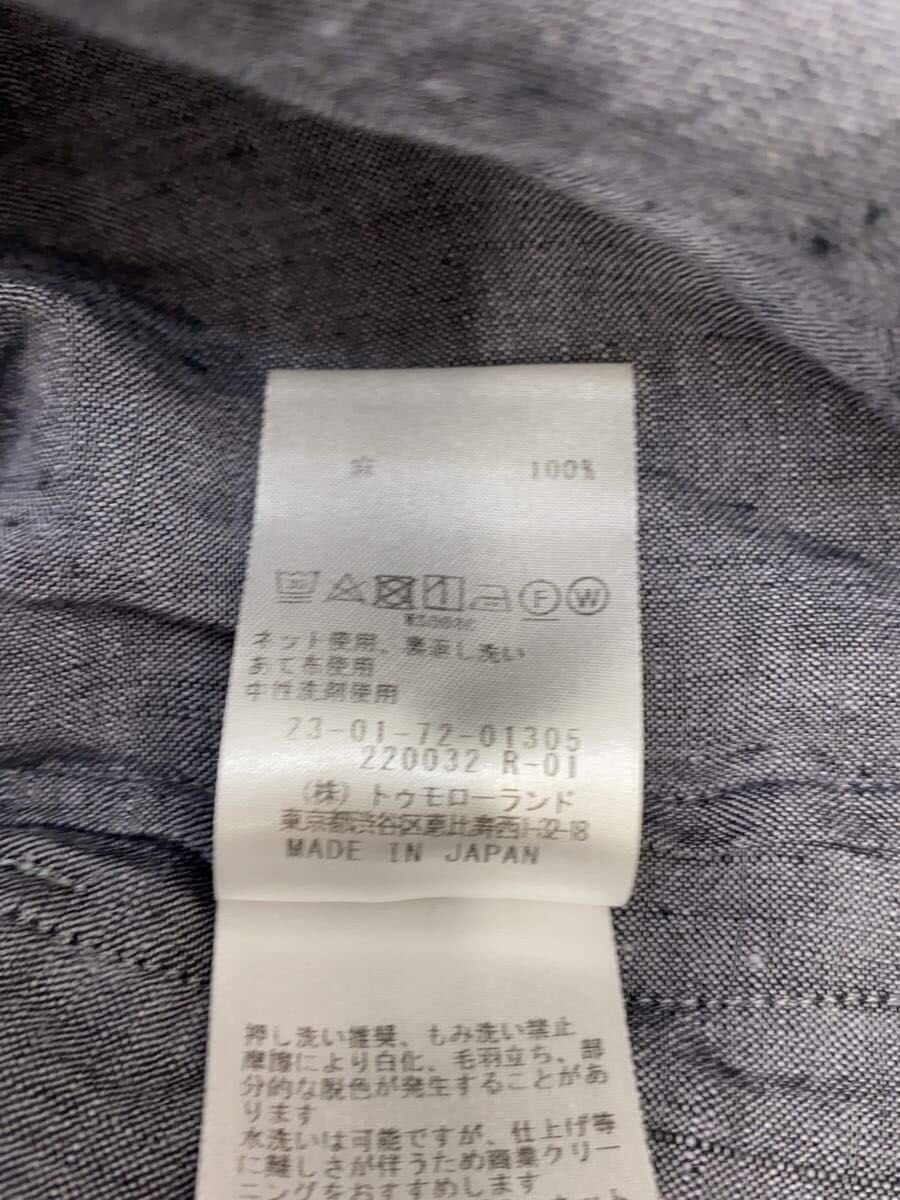 麻 100%
30 F W
ネット使用、裏返し洗い
あて布使用
中性洗剤使用
23-01-72-01305
220032 R-01
(株) トゥモローランド
東京都渋谷区恵比寿西1-32-18
MADE IN JAPAN
押し洗い推奨、もみ洗い禁止
摩擦により白化、毛羽立ち、部
分的な脱色が発生することがあ
ります
水洗いは可能ですが、仕上げ等
に難しさが伴うため商業クリー
ニングをおすすめします